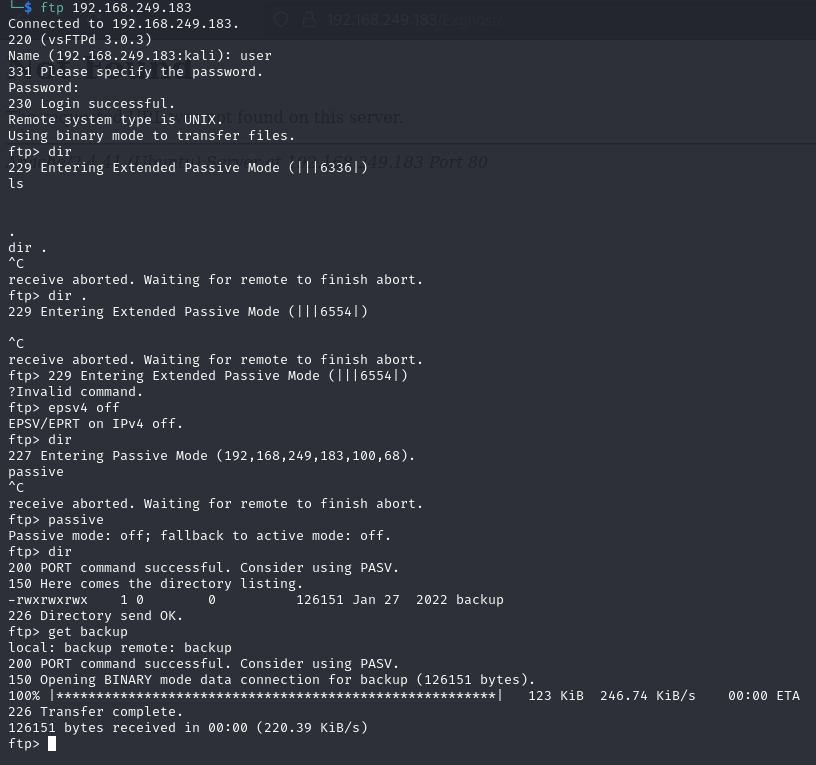 └─$ ftp 192.168.249.183
Connected to 192.168.249.183.
220 (vsFTPd 3.0.3)
Name (192.168.249.183:kali): user
331 Please specify the password.
Password:
230 Login successful.
Remote system type is UNIX.
Using binary mode to transfer files.
ftp> dir
229 Entering Extended Passive Mode (|||6336|)
ls
.
dir .
^C
receive aborted. Waiting for remote to finish abort.
ftp> dir .
229 Entering Extended Passive Mode (|||6554|)
^C
receive aborted. Waiting for remote to finish abort.
ftp> 229 Entering Extended Passive Mode (|||6554|)
?Invalid command.
ftp> epsv4 off
EPSV/EPRT on IPv4 off.
ftp> dir
227 Entering Passive Mode (192,168,249,183,100,68).
passive
^C
receive aborted. Waiting for remote to finish abort.
ftp> passive
Passive mode: off; fallback to active mode: off.
ftp> dir
200 PORT command successful. Consider using PASV.
150 Here comes the directory listing.
-rwxrwxrwx    1 0        0          126151 Jan 27  2022 backup
226 Directory send OK.
ftp> get backup
local: backup remote: backup
200 PORT command successful. Consider using PASV.
150 Opening BINARY mode data connection for backup (126151 bytes).
100% |*******************************************************|   123 KiB  246.74 KiB/s    00:00 ETA
226 Transfer complete.
126151 bytes received in 00:00 (220.39 KiB/s)
ftp>